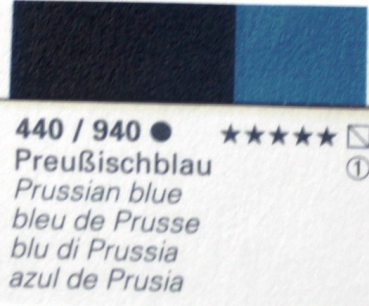 440 / 940 ● ★★★★★
Preußischblau ①
Prussian blue
bleu de Prusse
blu di Prussia
azul de Prusia